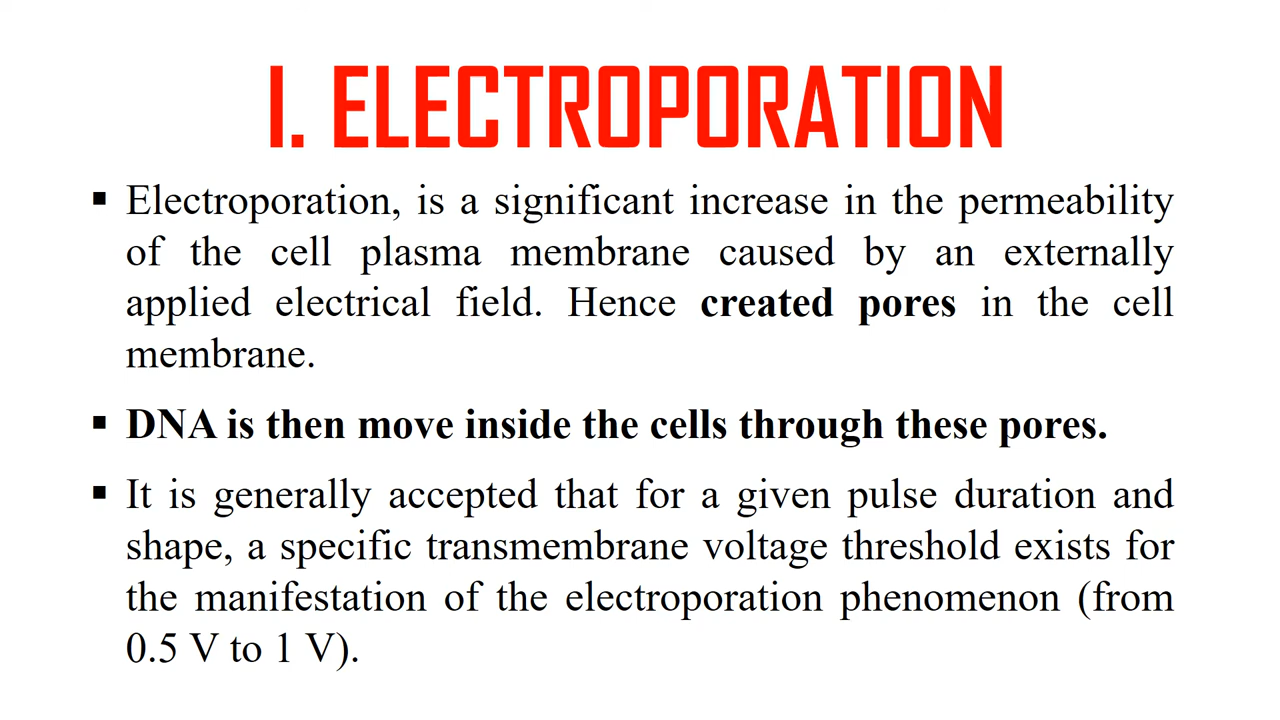 I. ELECTROPORATION
▪ Electroporation, is a significant increase in the permeability
of the cell plasma membrane caused by an externally
applied electrical field. Hence created pores in the cell
membrane.
▪ DNA is then move inside the cells through these pores.
▪ It is generally accepted that for a given pulse duration and
shape, a specific transmembrane voltage threshold exists for
the manifestation of the electroporation phenomenon (from
0.5 V to 1 V).